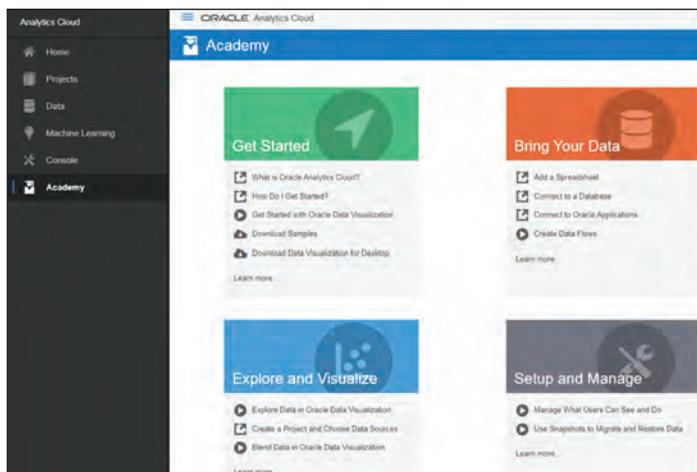 Analytics Cloud
Home
Projects
Data
Machine Learning
Console
Academy
ORACLE Analytics Cloud
Academy
Get Started
What is Oracle Analytics Cloud?
How Do I Get Started?
Get Started with Oracle Data Visualization
Download Samples
Download Data Visualization for Desktop
Learn more
Bring Your Data
Add a Spreadsheet
Connect to a Database
Connect to Oracle Applications
Create Data Flows
Learn more
Explore and Visualize
Explore Data in Oracle Data Visualization
Create a Project and Choose Data Sources
Blend Data in Oracle Data Visualization
Learn more
Setup and Manage
Manage What Users Can See and Do
Use Snapshots to Migrate and Restore Data
Learn more